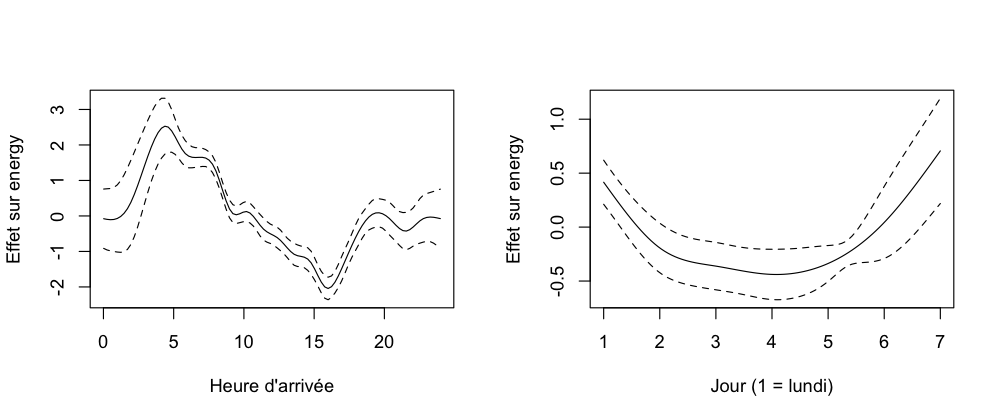 Effet sur energy
3
2
1
0
-1
-2
0 5 10 15 20
Heure d'arrivée
Effet sur energy
1.0
0.5
0.0
-0.5
1 2 3 4 5 6 7
Jour (1 = lundi)